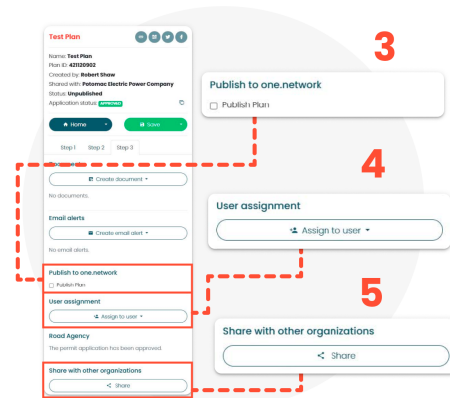 Test Plan
Name: Test Plan
Plan ID: 421120902
Created by: Robert Shaw
Shared with: Potomac Electric Power Company
Status: Unpublished
Application status: APPROVED
Home
Save
Step 1 Step 2 Step 3
Create document
No documents.
Email alerts
Create email alert
No email alerts.
Publish to one.network
Publish Plan
User assignment
Assign to user
Road Agency
The permit application has been approved.
Share with other organizations
Share
3
Publish to one.network
Publish Plan
4
User assignment
Assign to user
5
Share with other organizations
Share